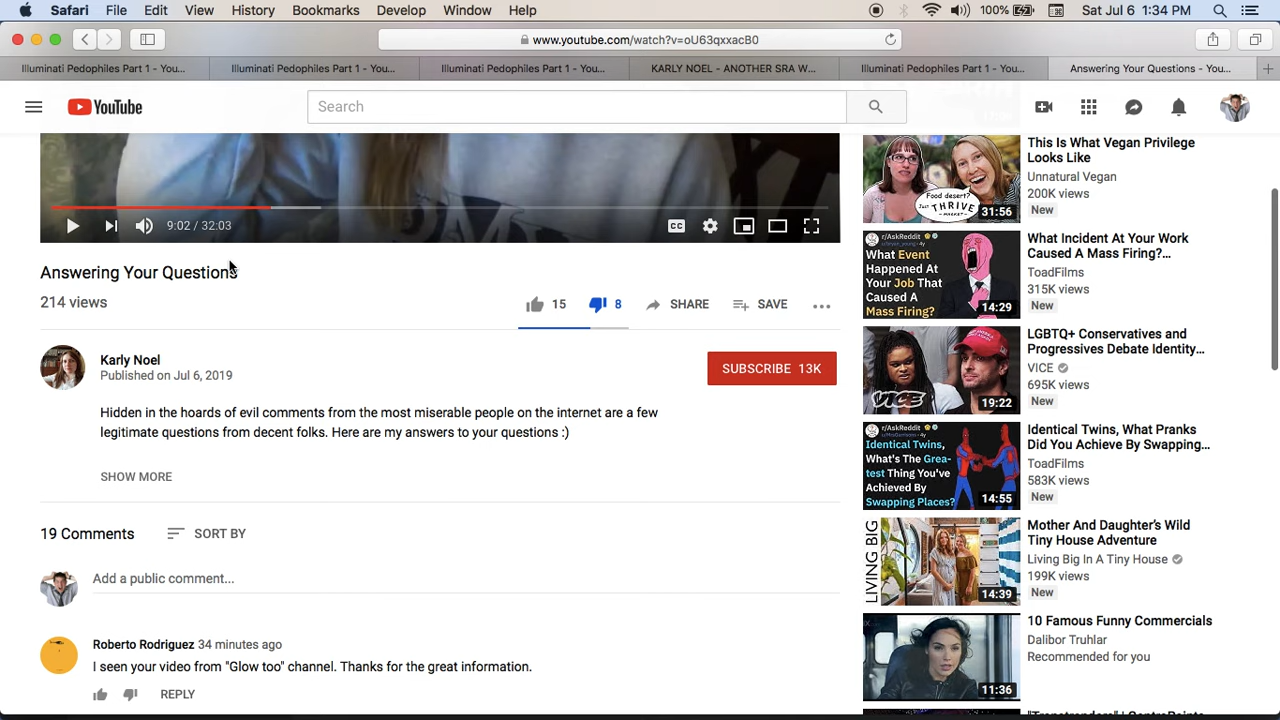 Safari File Edit View History Bookmarks Develop Window Help
100% Sat Jul 6 1:34 PM
www.youtube.com/watch?v=oU63qxxacB0
Illuminati Pedophiles Part 1 - You...
Illuminati Pedophiles Part 1 - You...
Illuminati Pedophiles Part 1 - You...
KARLY NOEL - ANOTHER SRA W...
Illuminati Pedophiles Part 1 - You...
Answering Your Questions - You...
YouTube
Search
9:02 / 32:03
CC
Answering Your Questions
214 views
15
8
SHARE
SAVE
Karly Noel
Published on Jul 6, 2019
SUBSCRIBE 13K
Hidden in the hoards of evil comments from the most miserable people on the internet are a few
legitimate questions from decent folks. Here are my answers to your questions :)
SHOW MORE
19 Comments
SORT BY
Add a public comment...
Roberto Rodriguez 34 minutes ago
I seen your video from "Glow too" channel. Thanks for the great information.
REPLY
Food desert?
Just THRIVE
MARKET
31:56
This Is What Vegan Privilege
Looks Like
Unnatural Vegan
200K views
New
r/AskReddit
What Event
Happened At
Your Job That
Caused A
Mass Firing?
14:29
What Incident At Your Work
Caused A Mass Firing?...
ToadFilms
315K views
New
VICE
19:22
LGBTQ+ Conservatives and
Progressives Debate Identity...
VICE
695K views
New
r/AskReddit
Identical Twins,
What's The Grea-
test Thing You've
Achieved By
Swapping Places?
14:55
Identical Twins, What Pranks
Did You Achieve By Swapping...
ToadFilms
583K views
New
LIVING BIG
14:39
Mother And Daughter's Wild
Tiny House Adventure
Living Big In A Tiny House
199K views
New
11:36
10 Famous Funny Commercials
Dalibor Truhlar
Recommended for you